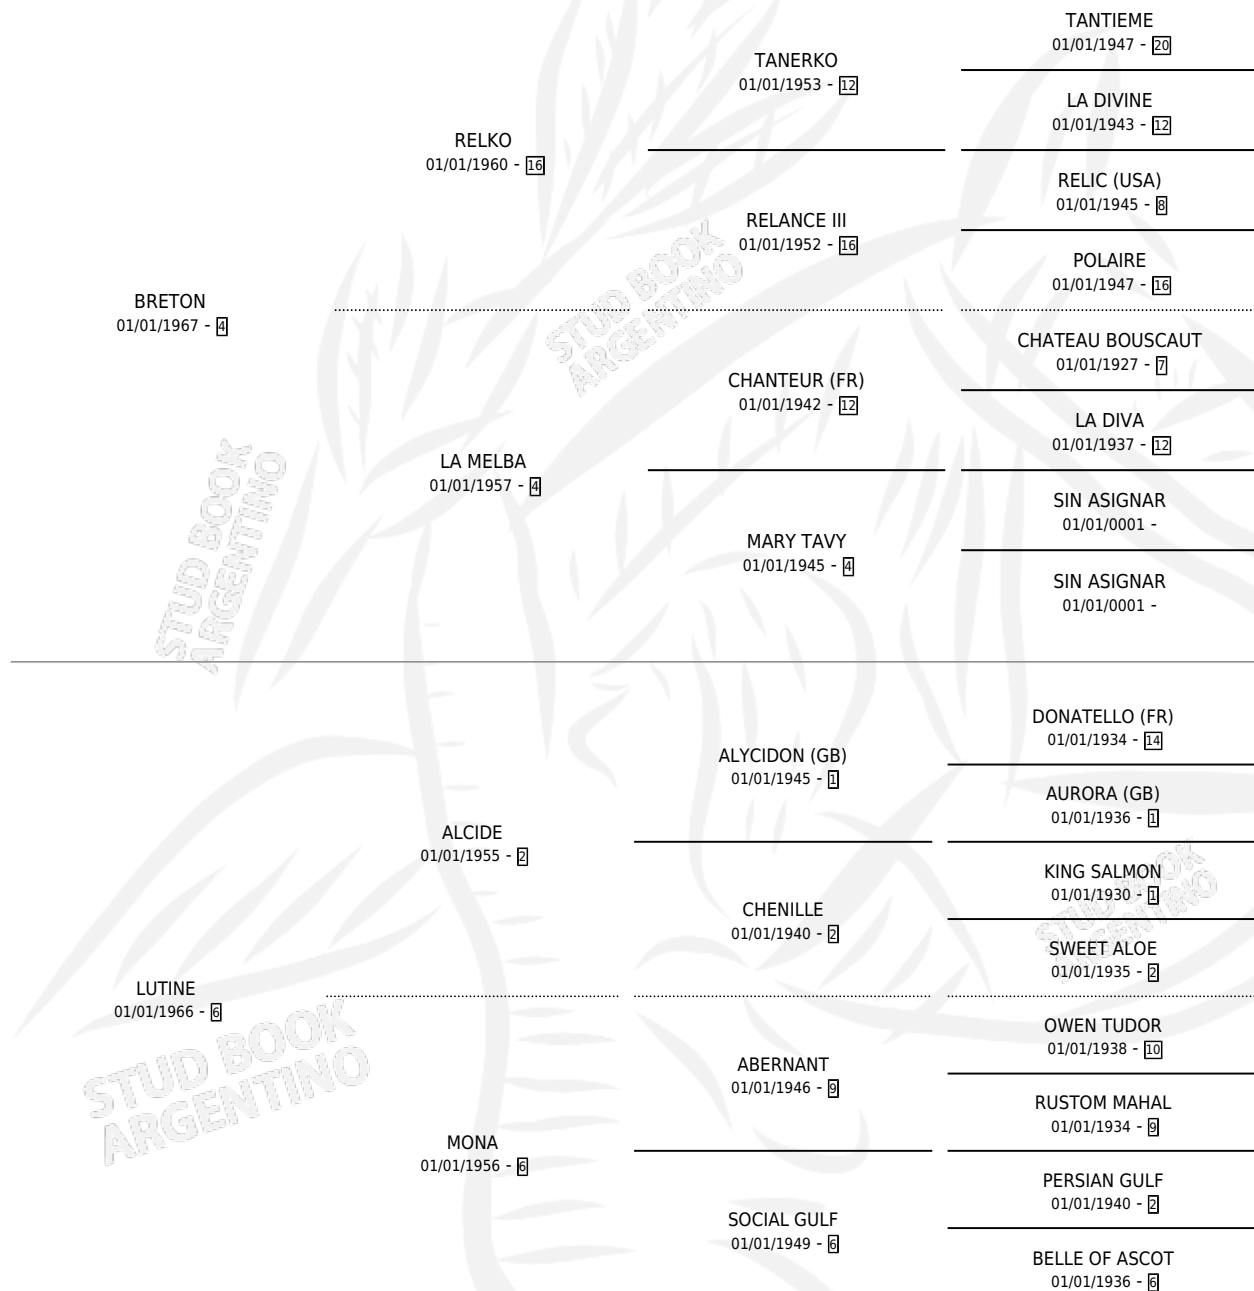 TANTIEME
01/01/1947 - 20
TANERKO
01/01/1953 - 12
LA DIVINE
01/01/1943 - 12
RELKO
01/01/1960 - 16
RELIC (USA)
01/01/1945 - 8
RELANCE III
01/01/1952 - 16
POLAIRE
01/01/1947 - 16
BRETON
01/01/1967 - 4
CHATEAU BOUSCAUT
01/01/1927 - 7
CHANTEUR (FR)
01/01/1942 - 12
LA DIVA
01/01/1937 - 12
LA MELBA
01/01/1957 - 4
SIN ASIGNAR
01/01/0001 -
MARY TAVY
01/01/1945 - 4
SIN ASIGNAR
01/01/0001 -
STUD BOOK
ARGENTINO
STUD BOOK
ARGENTINO
DONATELLO (FR)
01/01/1934 - 14
ALYCIDON (GB)
01/01/1945 - 1
AURORA (GB)
01/01/1936 - 1
ALCIDE
01/01/1955 - 2
KING SALMON
01/01/1930 - 1
CHENILLE
01/01/1940 - 2
SWEET ALOE
01/01/1935 - 2
STUD BOOK
ARGENTINO
LUTINE
01/01/1966 - 6
OWEN TUDOR
01/01/1938 - 10
ABERNANT
01/01/1946 - 9
RUSTOM MAHAL
01/01/1934 - 9
MONA
01/01/1956 - 6
PERSIAN GULF
01/01/1940 - 2
SOCIAL GULF
01/01/1949 - 6
BELLE OF ASCOT
01/01/1936 - 6
STUD BOOK
ARGENTINO